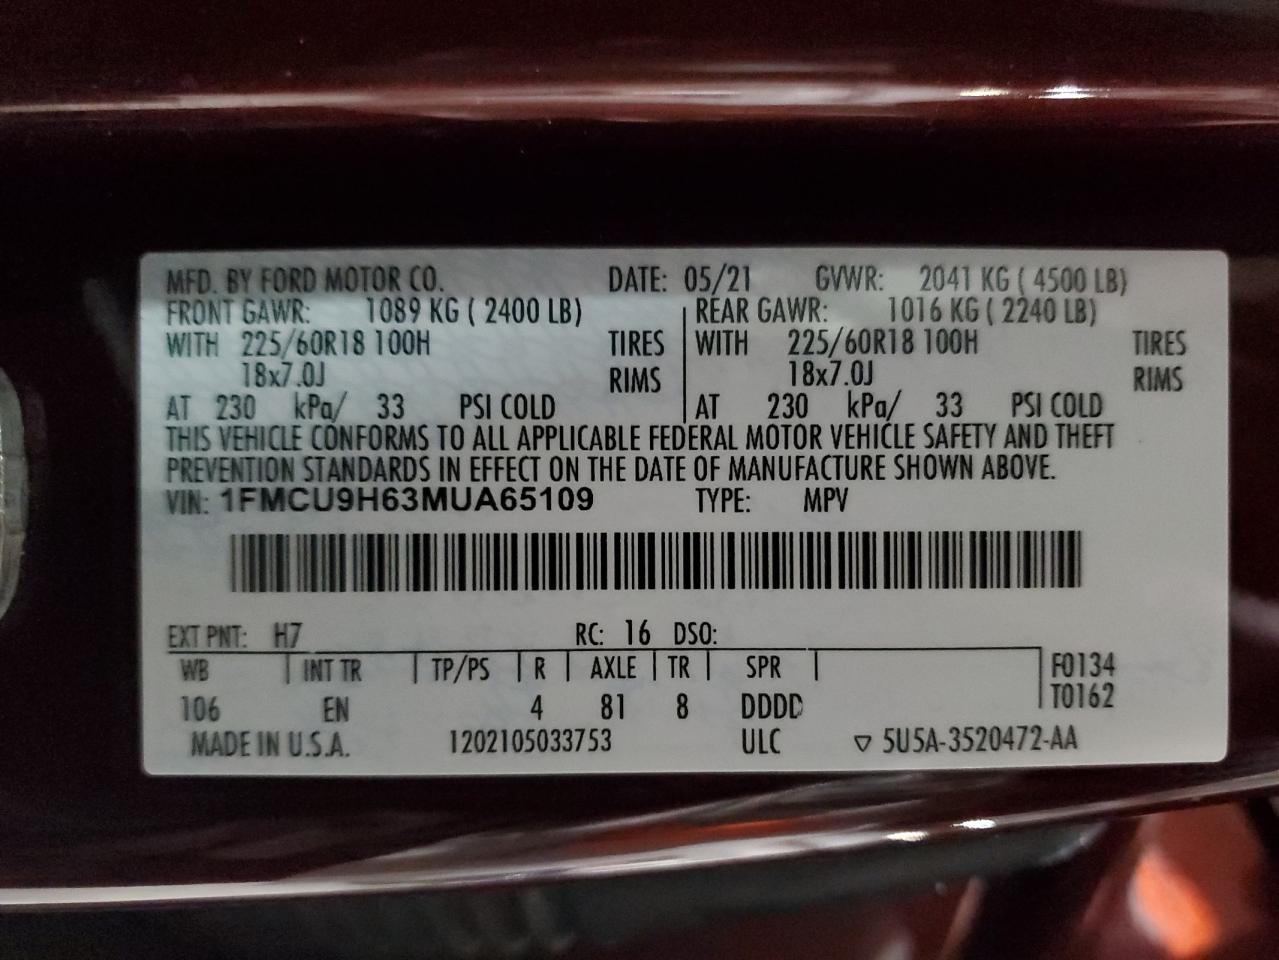 MFD. BY FORD MOTOR CO. DATE: 05/21 GVWR: 2041 KG ( 4500 LB)
FRONT GAWR: 1089 KG ( 2400 LB) REAR GAWR: 1016 KG ( 2240 LB)
WITH 225/60R18 100H TIRES WITH 225/60R18 100H TIRES
18x7.0J RIMS 18x7.0J RIMS
AT 230 kPa/ 33 PSI COLD AT 230 kPa/ 33 PSI COLD
THIS VEHICLE CONFORMS TO ALL APPLICABLE FEDERAL MOTOR VEHICLE SAFETY AND THEFT
PREVENTION STANDARDS IN EFFECT ON THE DATE OF MANUFACTURE SHOWN ABOVE.
VIN: 1FMCU9H63MUA65109 TYPE: MPV
EXT PNT: H7 RC: 16 DSO:
WB INT TR TP/PS R AXLE TR SPR F0134
106 EN 4 81 8 DDDD T0162
MADE IN U.S.A. 1202105033753 ULC ▽ 5U5A-3520472-AA